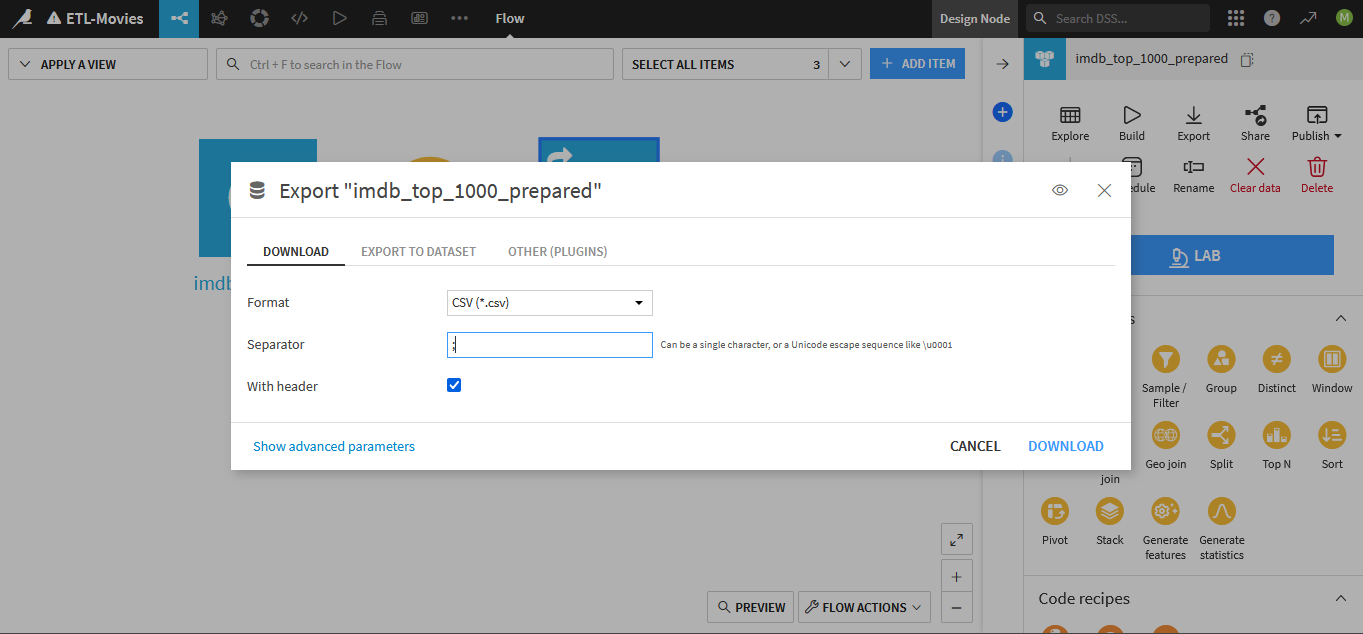 ETL-Movies
Flow
Design Node
Search DSS...
?
M
APPLY A VIEW
Ctrl + F to search in the Flow
SELECT ALL ITEMS 3
+ ADD ITEM
imdb_top_1000_prepared
Explore
Build
Export
Share
Publish
edule
Rename
Clear data
Delete
LAB
imdb
Export "imdb_top_1000_prepared"
DOWNLOAD
EXPORT TO DATASET
OTHER (PLUGINS)
Format
CSV (*.csv)
Separator
;
Can be a single character, or a Unicode escape sequence like \u0001
With header
Show advanced parameters
CANCEL
DOWNLOAD
s
Sample /
Filter
Group
Distinct
Window
join
Geo join
Split
Top N
Sort
Pivot
Stack
Generate
features
Generate
statistics
Code recipes
PREVIEW
FLOW ACTIONS